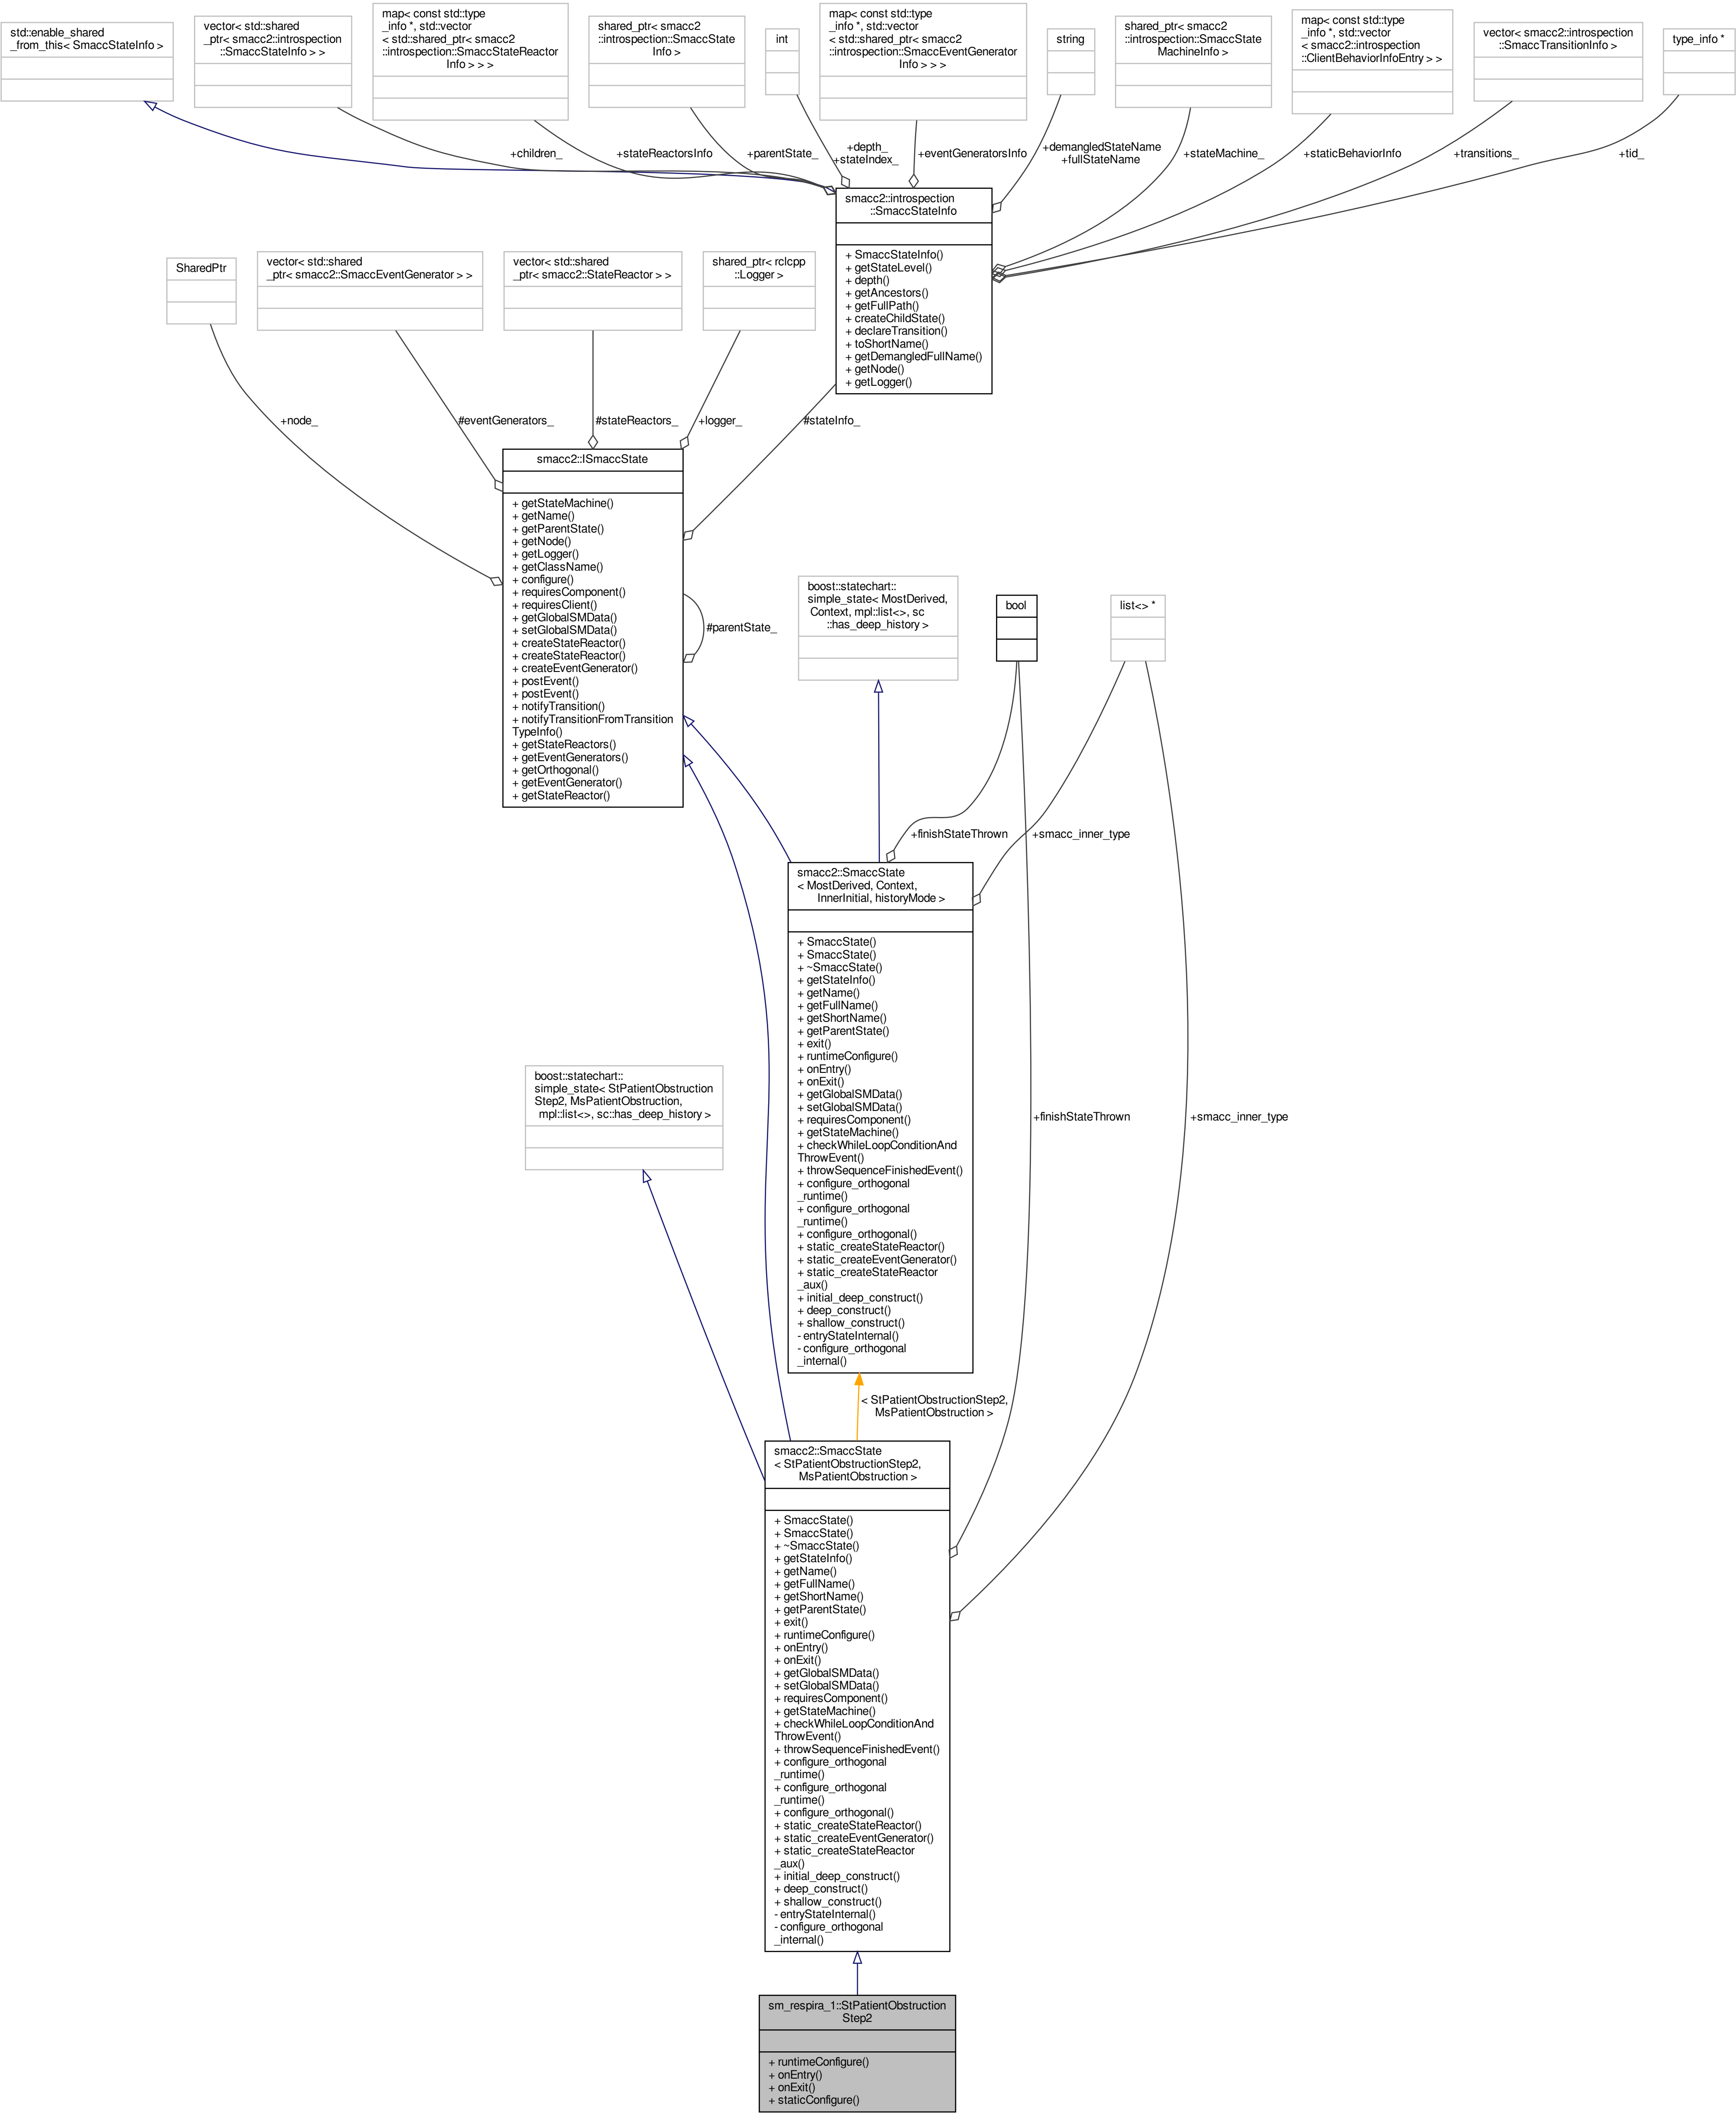 std::enable_shared
_from_this< SmaccStateInfo >
vector< std::shared
_ptr< smacc2::introspection
::SmaccStateInfo > >
map< const std::type
_info *, std::vector
< std::shared_ptr< smacc2
::introspection::SmaccStateReactor
Info > > >
shared_ptr< smacc2
::introspection::SmaccState
Info >
int
map< const std::type
_info *, std::vector
< std::shared_ptr< smacc2
::introspection::SmaccEventGenerator
Info > > >
string
shared_ptr< smacc2
::introspection::SmaccState
MachineInfo >
map< const std::type
_info *, std::vector
< smacc2::introspection
::ClientBehaviorInfoEntry > >
vector< smacc2::introspection
::SmaccTransitionInfo >
type_info *
+children_
+stateReactorsInfo
+parentState_
+depth_
+stateIndex_
+eventGeneratorsInfo
+demangledStateName
+fullStateName
+stateMachine_
+staticBehaviorInfo
+transitions_
+tid_
smacc2::introspection
::SmaccStateInfo
+ SmaccStateInfo()
+ getStateLevel()
+ depth()
+ getAncestors()
+ getFullPath()
+ createChildState()
+ declareTransition()
+ toShortName()
+ getDemangledFullName()
+ getNode()
+ getLogger()
SharedPtr
vector< std::shared
_ptr< smacc2::SmaccEventGenerator > >
vector< std::shared
_ptr< smacc2::StateReactor > >
shared_ptr< rclcpp
::Logger >
+node_
#eventGenerators_
#stateReactors_
+logger_
#stateInfo_
smacc2::ISmaccState
+ getStateMachine()
+ getName()
+ getParentState()
+ getNode()
+ getLogger()
+ getClassName()
+ configure()
+ requiresComponent()
+ requiresClient()
+ getGlobalSMData()
+ setGlobalSMData()
+ createStateReactor()
+ createStateReactor()
+ createEventGenerator()
+ postEvent()
+ postEvent()
+ notifyTransition()
+ notifyTransitionFromTransition
TypeInfo()
+ getStateReactors()
+ getEventGenerators()
+ getOrthogonal()
+ getEventGenerator()
+ getStateReactor()
#parentState_
boost::statechart::
simple_state< MostDerived,
Context, mpl::list<>, sc
::has_deep_history >
bool
list<> *
+finishStateThrown
+smacc_inner_type
smacc2::SmaccState
< MostDerived, Context,
InnerInitial, historyMode >
+ SmaccState()
+ SmaccState()
+ ~SmaccState()
+ getStateInfo()
+ getName()
+ getFullName()
+ getShortName()
+ getParentState()
+ exit()
+ runtimeConfigure()
+ onEntry()
+ onExit()
+ getGlobalSMData()
+ setGlobalSMData()
+ requiresComponent()
+ getStateMachine()
+ checkWhileLoopConditionAnd
ThrowEvent()
+ throwSequenceFinishedEvent()
+ configure_orthogonal
_runtime()
+ configure_orthogonal
_runtime()
+ configure_orthogonal()
+ static_createStateReactor()
+ static_createEventGenerator()
+ static_createStateReactor
_aux()
+ initial_deep_construct()
+ deep_construct()
+ shallow_construct()
- entryStateInternal()
- configure_orthogonal
_internal()
boost::statechart::
simple_state< StPatientObstruction
Step2, MsPatientObstruction,
mpl::list<>, sc::has_deep_history >
+finishStateThrown
+smacc_inner_type
< StPatientObstructionStep2,
MsPatientObstruction >
smacc2::SmaccState
< StPatientObstructionStep2,
MsPatientObstruction >
+ SmaccState()
+ SmaccState()
+ ~SmaccState()
+ getStateInfo()
+ getName()
+ getFullName()
+ getShortName()
+ getParentState()
+ exit()
+ runtimeConfigure()
+ onEntry()
+ onExit()
+ getGlobalSMData()
+ setGlobalSMData()
+ requiresComponent()
+ getStateMachine()
+ checkWhileLoopConditionAnd
ThrowEvent()
+ throwSequenceFinishedEvent()
+ configure_orthogonal
_runtime()
+ configure_orthogonal
_runtime()
+ configure_orthogonal()
+ static_createStateReactor()
+ static_createEventGenerator()
+ static_createStateReactor
_aux()
+ initial_deep_construct()
+ deep_construct()
+ shallow_construct()
- entryStateInternal()
- configure_orthogonal
_internal()
sm_respira_1::StPatientObstruction
Step2
+ runtimeConfigure()
+ onEntry()
+ onExit()
+ staticConfigure()